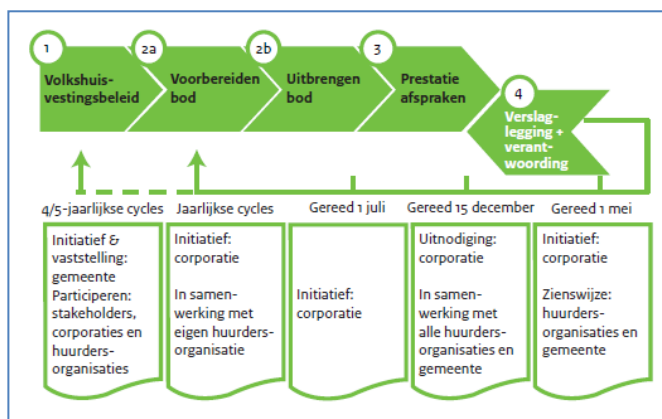 1
2a
2b
3
4
Volkshuis-
vestingsbeleid
Voorbereiden
bod
Uitbrengen
bod
Prestatie
afspraken
Verslag-
legging +
verant-
woording
4/5-jaarlijkse cycles
Jaarlijkse cycles
Gereed 1 juli
Gereed 15 december
Gereed 1 mei
Initiatief &
vaststelling:
gemeente
Participeren:
stakeholders,
corporaties en
huurders-
organisaties
Initiatief:
corporatie
In samen-
werking met
eigen huurders-
organisatie
Initiatief:
corporatie
Uitnodiging:
corporatie
In samen-
werking met
alle huurders-
organisaties en
gemeente
Initiatief:
corporatie
Zienswijze:
huurders-
organisaties en
gemeente